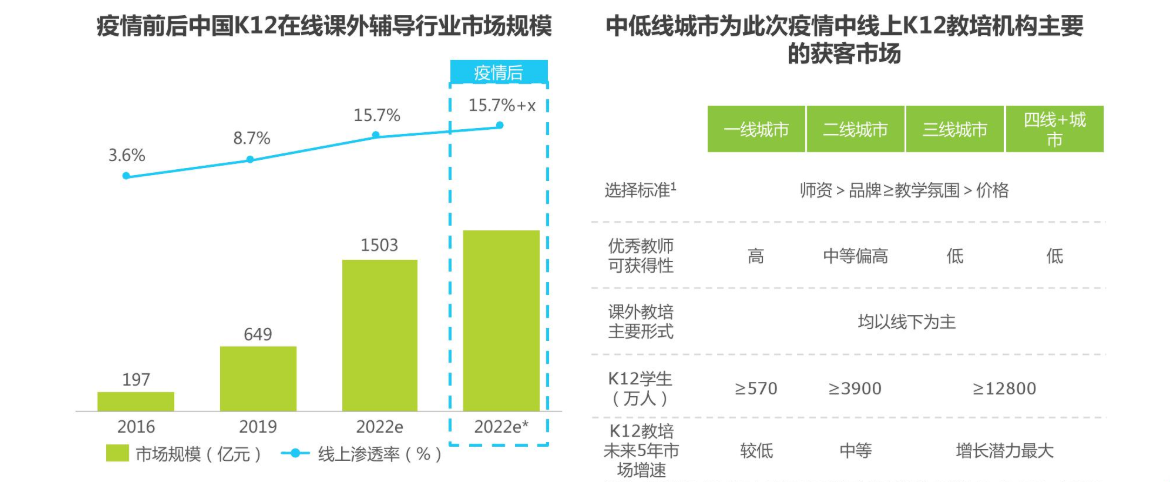 疫情前后中国K12在线课外辅导行业市场规模
疫情后
15.7%+x
15.7%
8.7%
3.6%
1503
649
197
2016
2019
2022e
2022e*
市场规模（亿元）
线上渗透率（%）
中低线城市为此次疫情中线上K12教培机构主要
的获客市场
一线城市
二线城市
三线城市
四线+城
市
选择标准¹
师资＞品牌≥教学氛围＞价格
优秀教师
可获得性
高
中等偏高
低
低
课外教培
主要形式
均以线下为主
K12学生
（万人）
≥570
≥3900
≥12800
K12教培
未来5年市
场增速
较低
中等
增长潜力最大